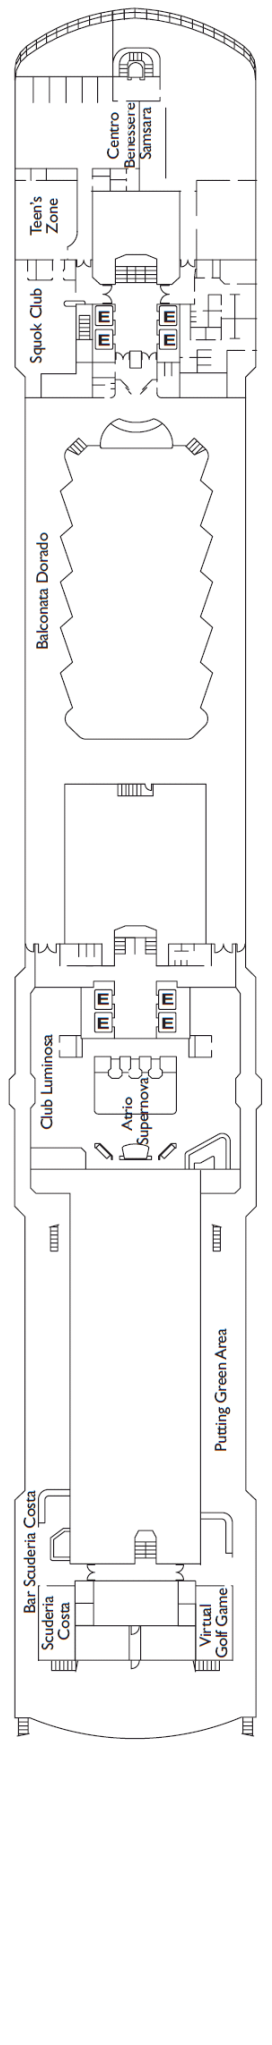 Centro
Benessere
Samsara
Teen's
Zone
Squok Club
E E
E E
Balconata Dorado
E E
E E
Club Luminosa
Atrio
Supernova
Putting Green Area
Bar Scuderia Costa
Scuderia
Costa
Virtual
Golf Game